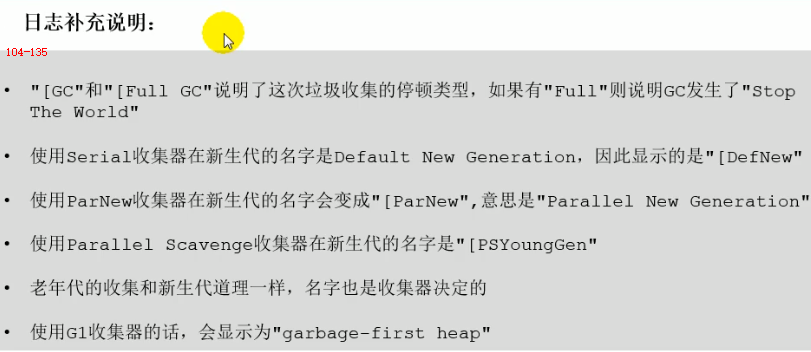 日志补充说明：
104-135
• "[GC"和"[Full GC"说明了这次垃圾收集的停顿类型，如果有"Full"则说明GC发生了"Stop
The World"
• 使用Serial收集器在新生代的名字是Default New Generation，因此显示的是"[DefNew"
• 使用ParNew收集器在新生代的名字会变成"[ParNew",意思是"Parallel New Generation"
• 使用Parallel Scavenge收集器在新生代的名字是"[PSYoungGen"
• 老年代的收集和新生代道理一样，名字也是收集器决定的
• 使用G1收集器的话，会显示为"garbage-first heap"